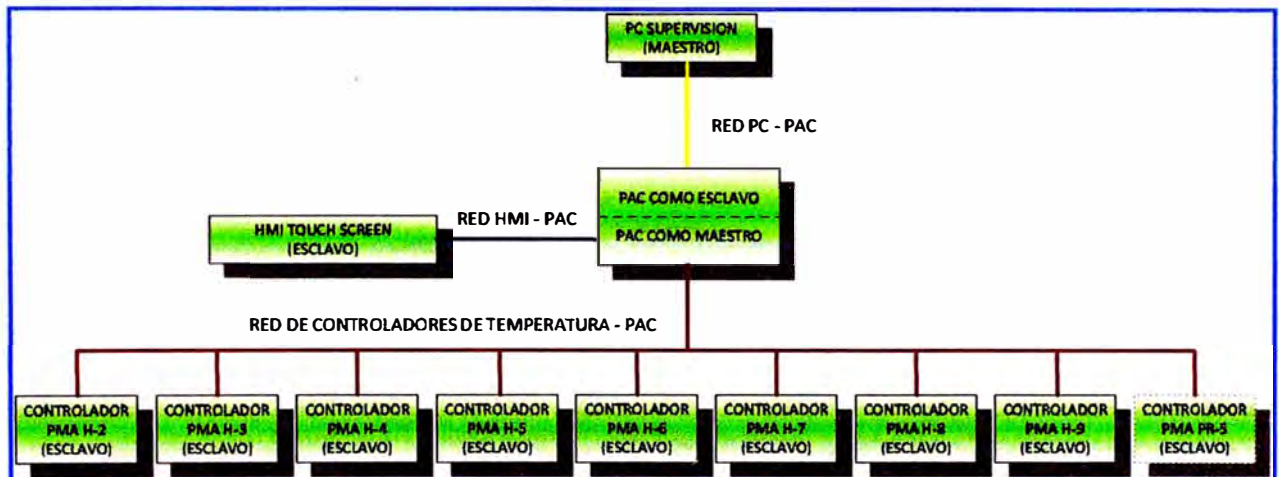 PC SUPERVISION
(MAESTRO)
RED PC - PAC
PAC COMO ESCLAVO
PAC COMO MAESTRO
RED HMI - PAC
HMI TOUCH SCREEN
(ESCLAVO)
RED DE CONTROLADORES DE TEMPERATURA - PAC
CONTROLADOR
PMA H-2
(ESCLAVO)
CONTROLADOR
PMA H-3
(ESCLAVO)
CONTROLADOR
PMA H-4
(ESCLAVO)
CONTROLADOR
PMA H-5
(ESCLAVO)
CONTROLADOR
PMA H-6
(ESCLAVO)
CONTROLADOR
PMA H-7
(ESCLAVO)
CONTROLADOR
PMA H-8
(ESCLAVO)
CONTROLADOR
PMA H-9
(ESCLAVO)
CONTROLADOR
PMA PR-5
(ESCLAVO)